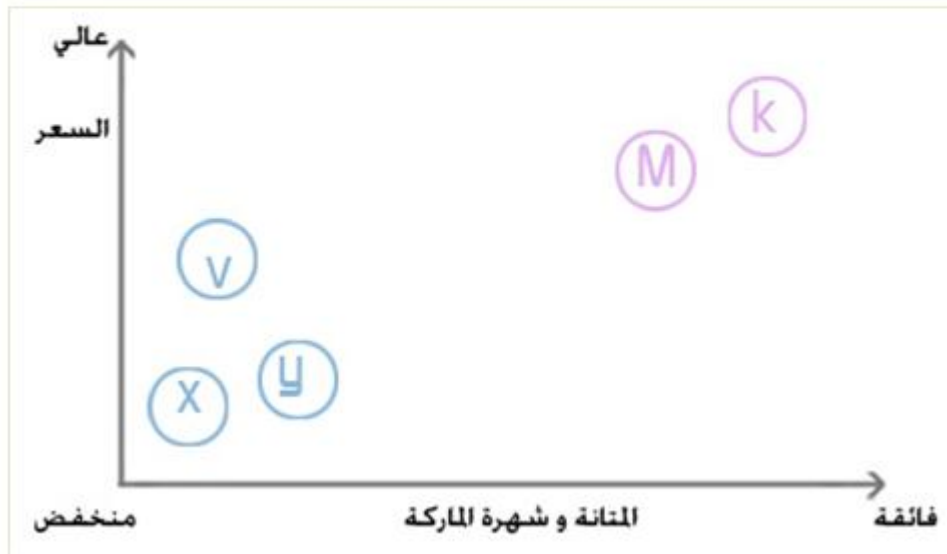 عالي
السعر
k
M
v
y
x
منخفض المتانة و شهرة الماركة فائقة